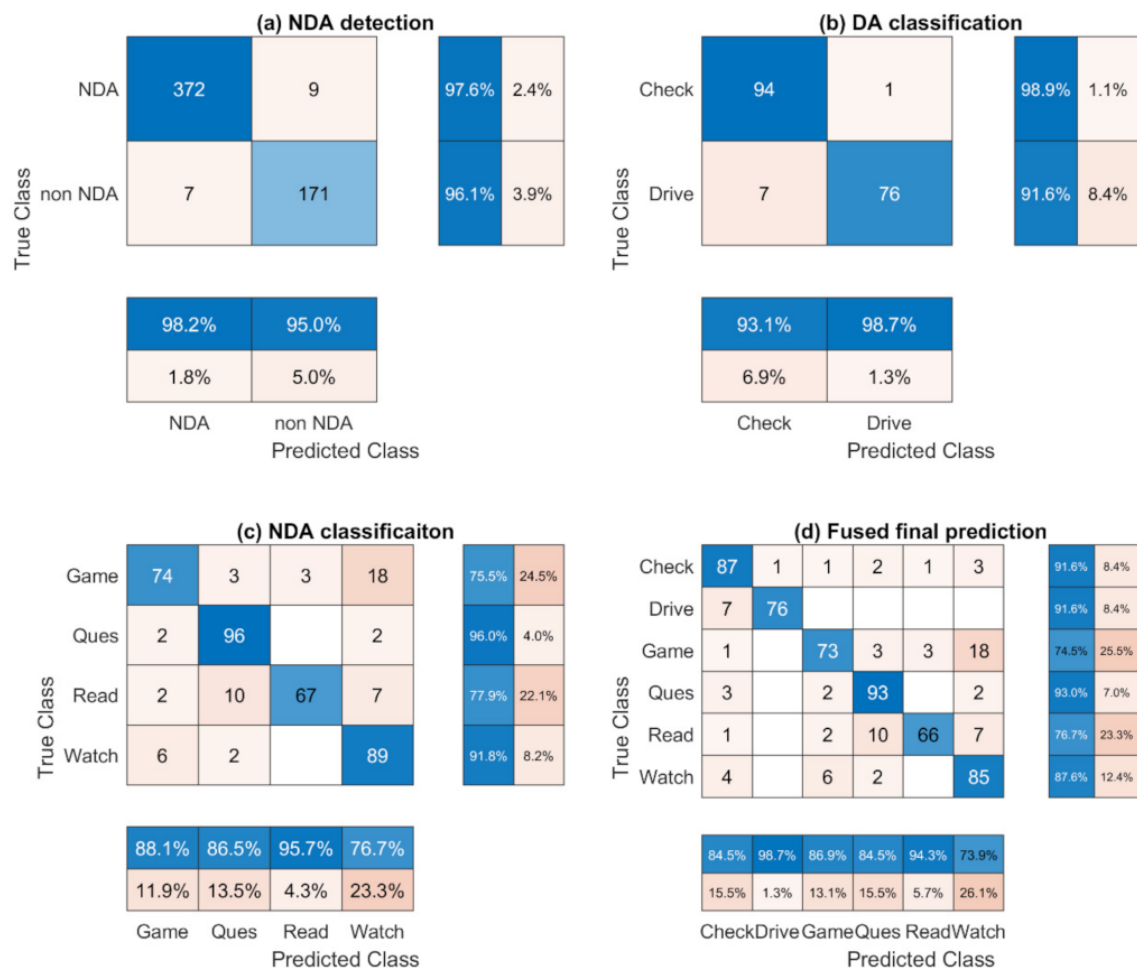 (a) NDA detection
True Class
NDA 372 9 97.6% 2.4%
non NDA 7 171 96.1% 3.9%
98.2% 95.0%
1.8% 5.0%
NDA non NDA
Predicted Class
(b) DA classification
True Class
Check 94 1 98.9% 1.1%
Drive 7 76 91.6% 8.4%
93.1% 98.7%
6.9% 1.3%
Check Drive
Predicted Class
(c) NDA classificaiton
True Class
Game 74 3 3 18 75.5% 24.5%
Ques 2 96 2 96.0% 4.0%
Read 2 10 67 7 77.9% 22.1%
Watch 6 2 89 91.8% 8.2%
88.1% 86.5% 95.7% 76.7%
11.9% 13.5% 4.3% 23.3%
Game Ques Read Watch
Predicted Class
(d) Fused final prediction
True Class
Check 87 1 1 2 1 3 91.6% 8.4%
Drive 7 76 91.6% 8.4%
Game 1 73 3 3 18 74.5% 25.5%
Ques 3 2 93 2 93.0% 7.0%
Read 1 2 10 66 7 76.7% 23.3%
Watch 4 6 2 85 87.6% 12.4%
84.5% 98.7% 86.9% 84.5% 94.3% 73.9%
15.5% 1.3% 13.1% 15.5% 5.7% 26.1%
Check Drive Game Ques Read Watch
Predicted Class